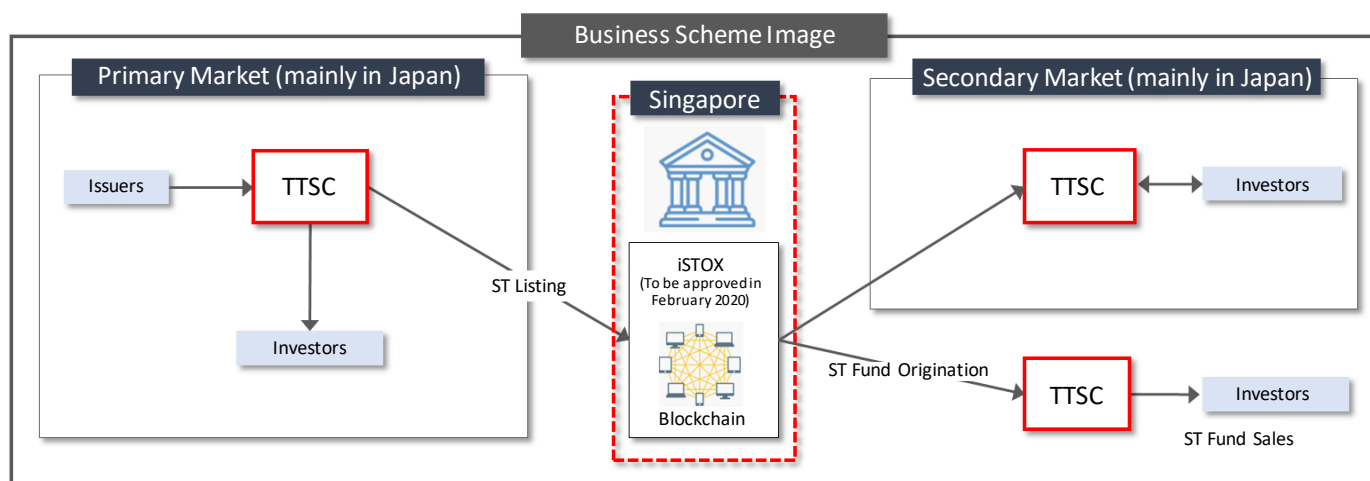 Business Scheme Image
Primary Market (mainly in Japan)
Issuers
TTSC
Investors
ST Listing
Singapore
iSTOX
(To be approved in
February 2020)
Blockchain
Secondary Market (mainly in Japan)
TTSC
Investors
ST Fund Origination
TTSC
Investors
ST Fund Sales